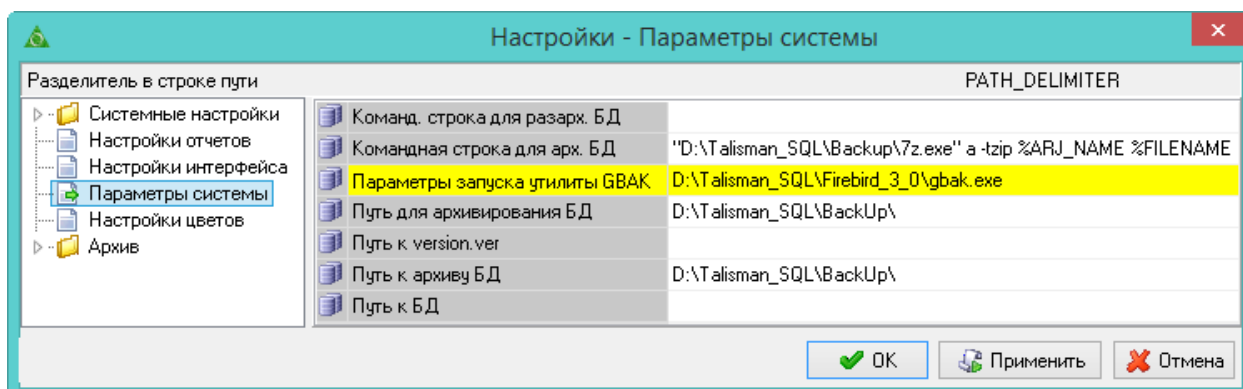 Настройки - Параметры системы
Разделитель в строке пути PATH_DELIMITER
Системные настройки
Настройки отчетов
Настройки интерфейса
Параметры системы
Настройки цветов
Архив
Команд. строка для разарх. БД
Командная строка для арх. БД "D:\Talisman_SQL\Backup\7z.exe" a -tzip %ARJ_NAME %FILENAME
Параметры запуска утилиты GBAK D:\Talisman_SQL\Firebird_3_0\gbak.exe
Путь для архивирования БД D:\Talisman_SQL\BackUp\
Путь к version.ver
Путь к архиву БД D:\Talisman_SQL\BackUp\
Путь к БД
OK Применить Отмена